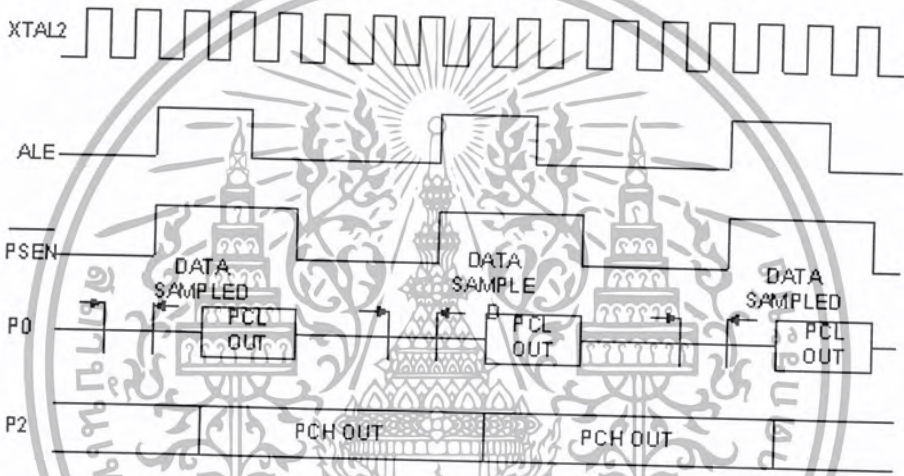 XTAL2
ALE
PSEN
DATA
SAMPLED
DATA
SAMPLE
D
DATA
SAMPLED
P0
PCL
OUT
PCL
OUT
PCL
OUT
P2
PCH OUT
PCH OUT